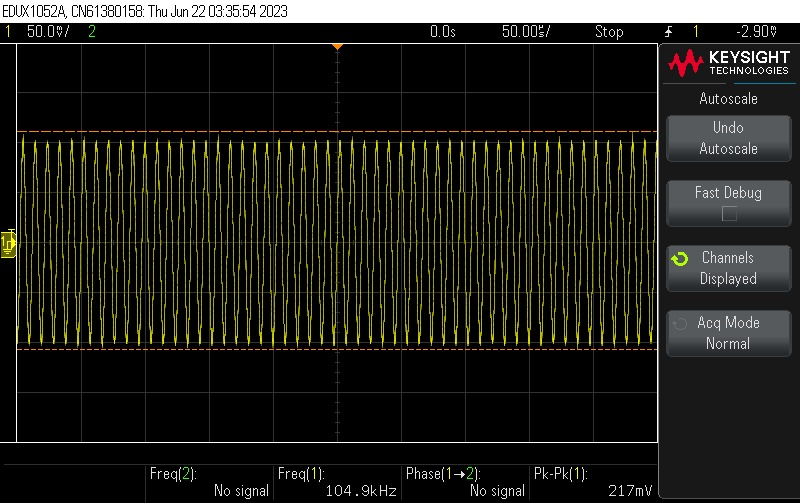 EDUX1052A, CN61380158: Thu Jun 22 03:35:54 2023
1 50.0V/ 2 0.0s 50.00s/ Stop 1 -2.90V
KEYSIGHT
TECHNOLOGIES
Autoscale
Undo
Autoscale
Fast Debug
Channels
Displayed
Acq Mode
Normal
1
Freq(2):
No signal
Freq(1):
104.9kHz
Phase(1→2):
No signal
Pk-Pk(1):
217mV